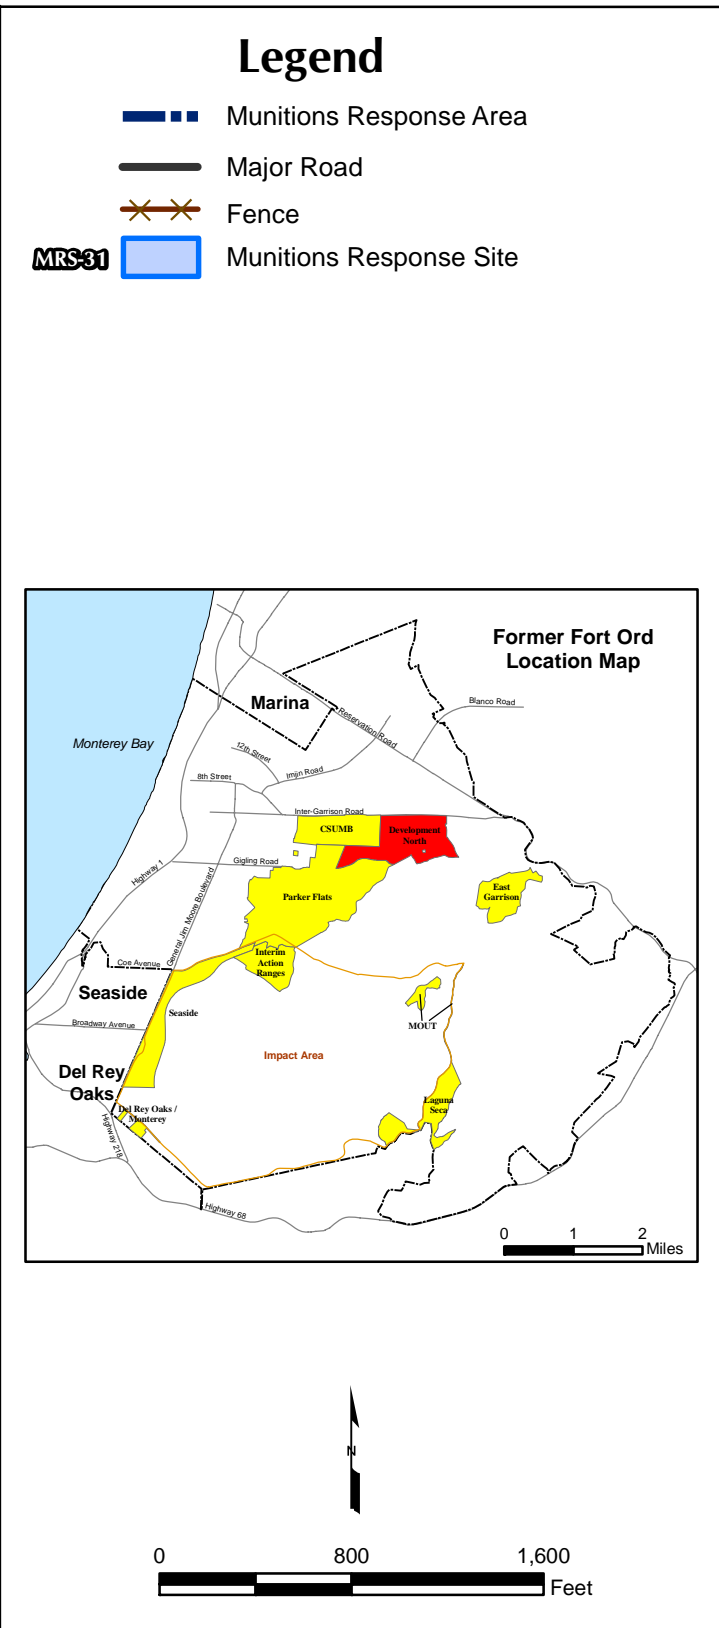 Legend
Munitions Response Area
Major Road
Fence
MRS-31
Munitions Response Site
Former Fort Ord
Location Map
Marina
Blanco Road
Reservation Road
Monterey Bay
12th Street
Imjin Road
8th Street
Inter-Garrison Road
CSUMB
Development
North
Highway 1
Gigling Road
General Jim Moore Boulevard
Parker Flats
East
Garrison
Coe Avenue
Interim
Action
Ranges
Seaside
Seaside
Broadway Avenue
MOUT
Impact Area
Del Rey
Oaks
Laguna
Seca
Del Rey Oaks /
Monterey
Highway 218
Highway 68
0 1 2
Miles
N
0 800 1,600
Feet